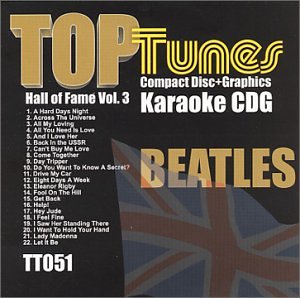 TOP Tunes
Compact Disc+Graphics
Hall of Fame Vol. 3
Karaoke CDG
1. A Hard Days Night
2. Across The Universe
3. All My Loving
4. All You Need Is Love
5. And I Love Her
6. Back in the USSR
7. Can't Buy Me Love
8. Come Together
9. Day Tripper
10. Do You Want To Know A Secret?
11. Drive My Car
12. Eight Days A Week
13. Eleanor Rigby
14. Fool On The Hill
15. Get Back
16. Help!
17. Hey Jude
18. I Feel Fine
19. I Saw Her Standing There
20. I Want To Hold Your Hand
21. Lady Madonna
22. Let It Be
BEATLES
TT051